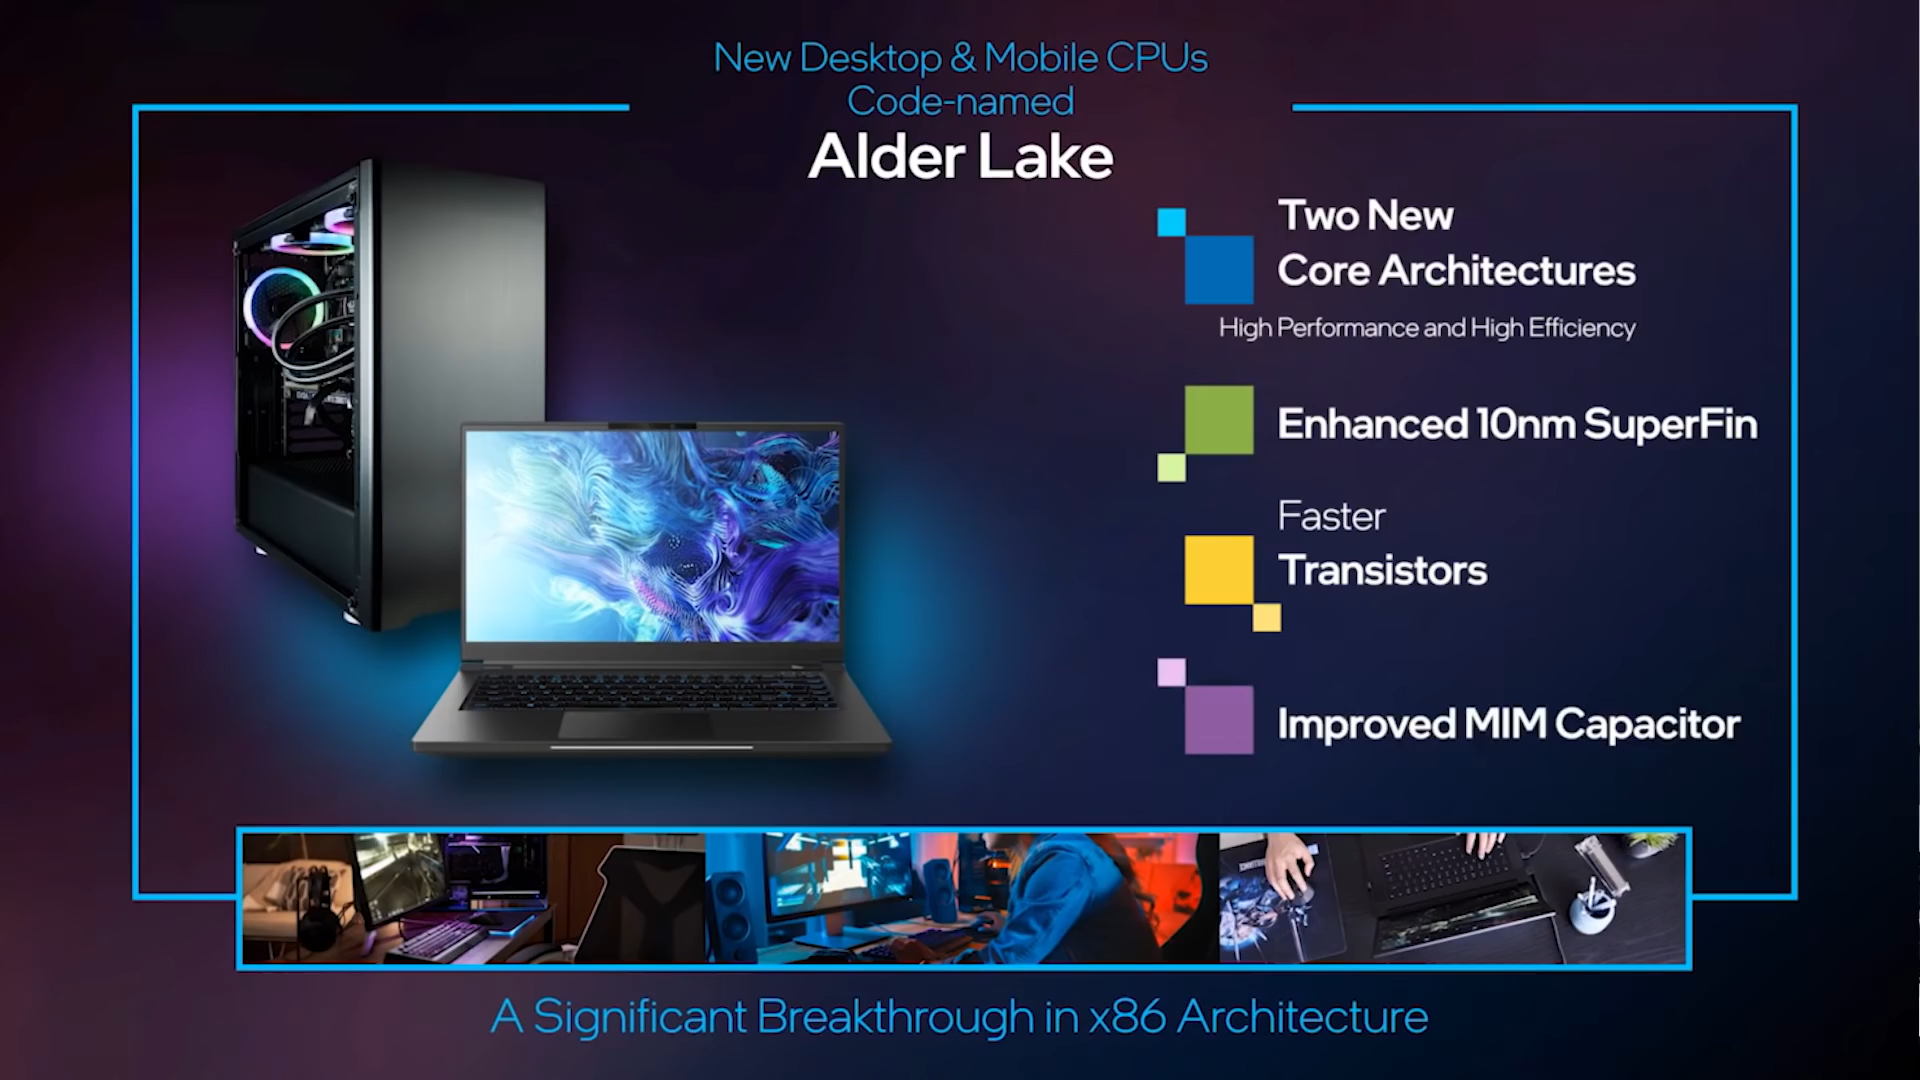 New Desktop & Mobile CPUs
Code-named
Alder Lake
Two New
Core Architectures
High Performance and High Efficiency
Enhanced 10nm SuperFin
Faster
Transistors
Improved MIM Capacitor
A Significant Breakthrough in x86 Architecture